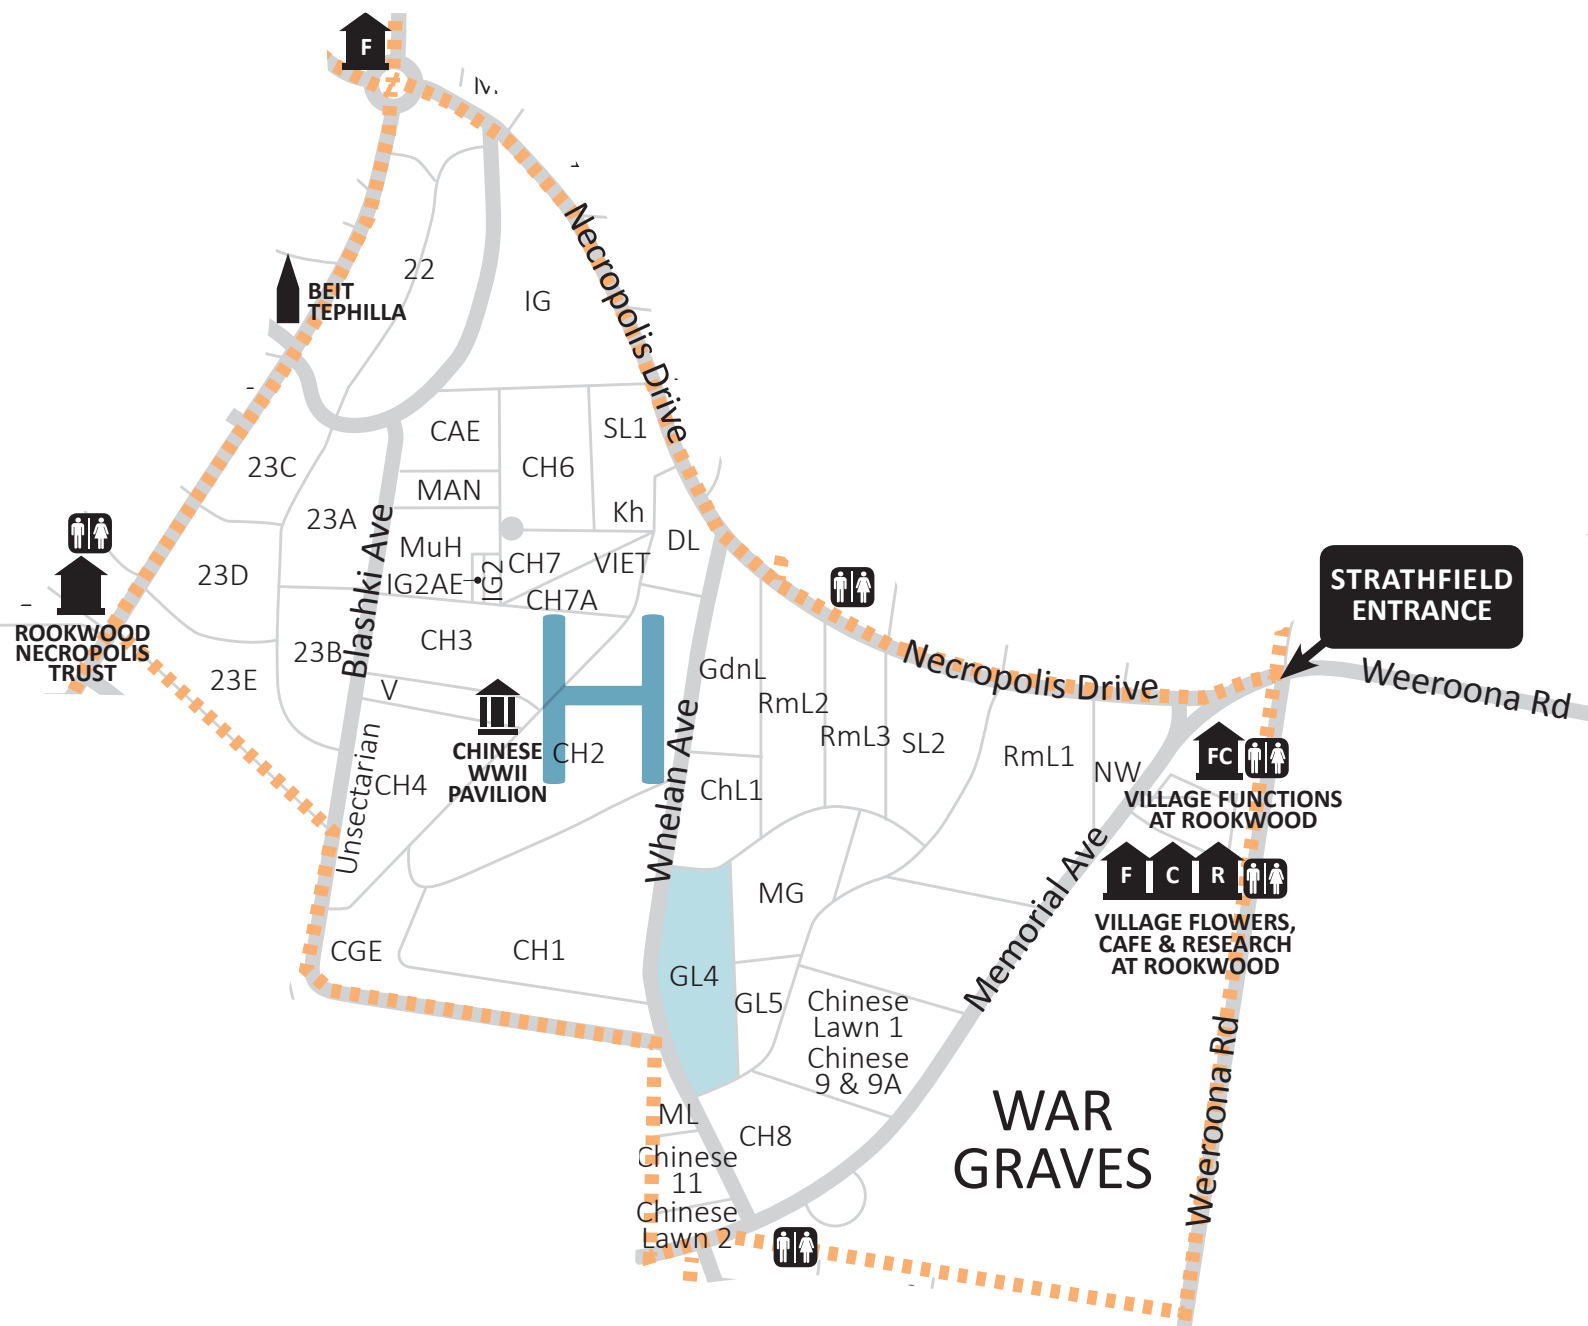 F
22
BEIT
TEPHILLA
IG
Necropolis Drive
CAE
SL1
23C
CH6
MAN
Kh
23A
Blashki Ave
MuH
CH7
VIET
DL
IG2AE
IG2
23D
CH7A
STRATHFIELD
ENTRANCE
ROOKWOOD
NECROPOLIS
TRUST
23B
CH3
23E
V
H
GdnL
RmL2
Necropolis Drive
Weeroona Rd
CHINESE
WWII
PAVILION
CH2
RmL3
SL2
RmL1
NW
FC
VILLAGE FUNCTIONS
AT ROOKWOOD
Unsectarian
CH4
Whelan Ave
ChL1
Memorial Ave
F
C
R
VILLAGE FLOWERS,
CAFE & RESEARCH
AT ROOKWOOD
MG
CGE
CH1
GL4
GL5
Chinese
Lawn 1
Chinese
9 & 9A
Weeroona Rd
ML
CH8
WAR
GRAVES
Chinese
11
Chinese
Lawn 2